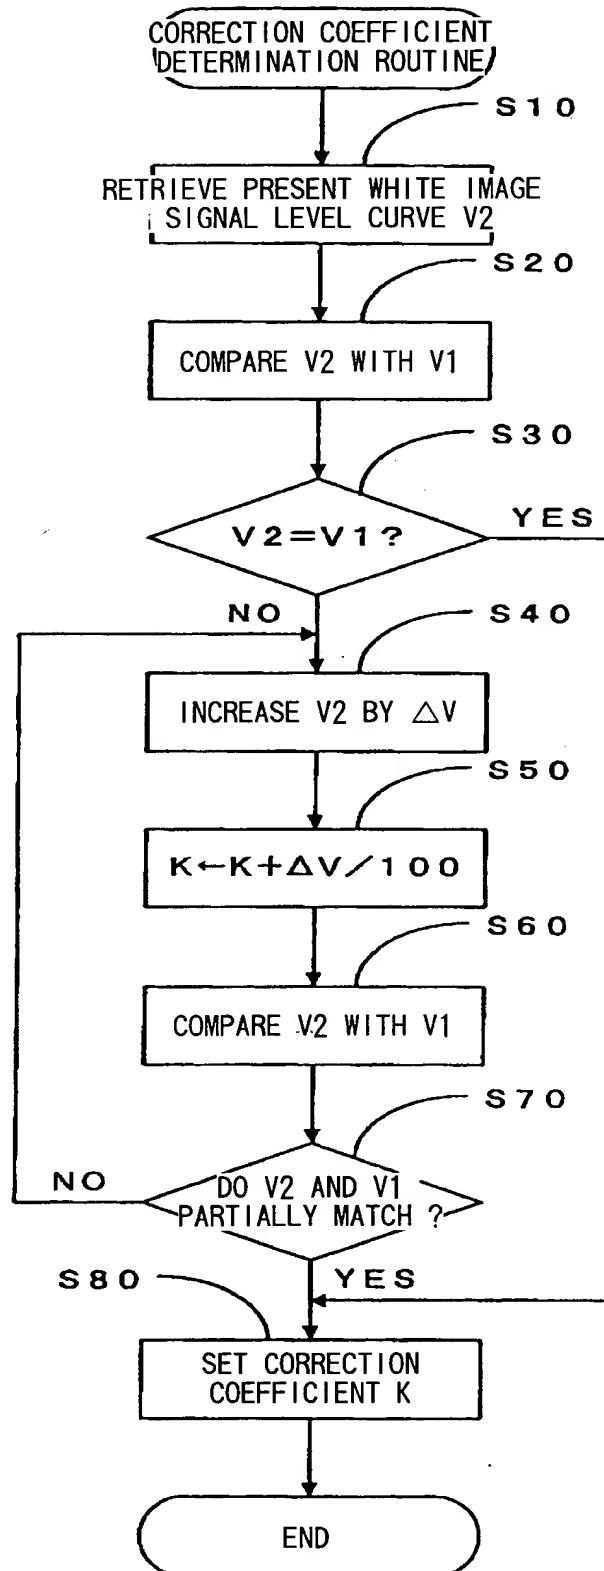 CORRECTION COEFFICIENT
DETERMINATION ROUTINE
S10
RETRIEVE PRESENT WHITE IMAGE
SIGNAL LEVEL CURVE V2
S20
COMPARE V2 WITH V1
S30
V2=V1?
YES
NO
S40
INCREASE V2 BY △V
S50
K←K+△V/100
S60
COMPARE V2 WITH V1
S70
NO
DO V2 AND V1
PARTIALLY MATCH ?
S80
YES
SET CORRECTION
COEFFICIENT K
END